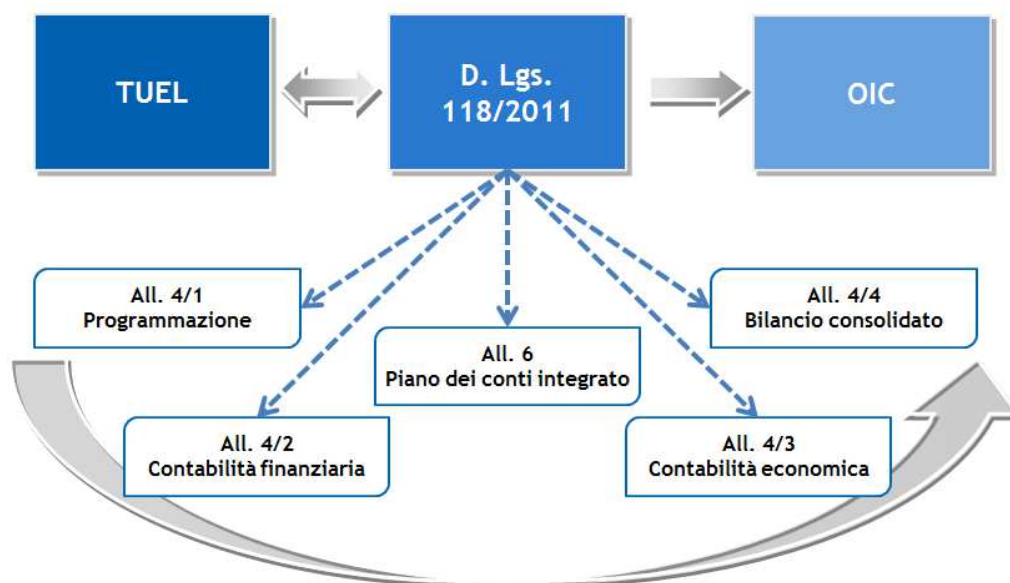 TUEL
D. Lgs.
118/2011
OIC
All. 4/1
Programmazione
All. 4/4
Bilancio consolidato
All. 6
Piano dei conti integrato
All. 4/2
Contabilità finanziaria
All. 4/3
Contabilità economica